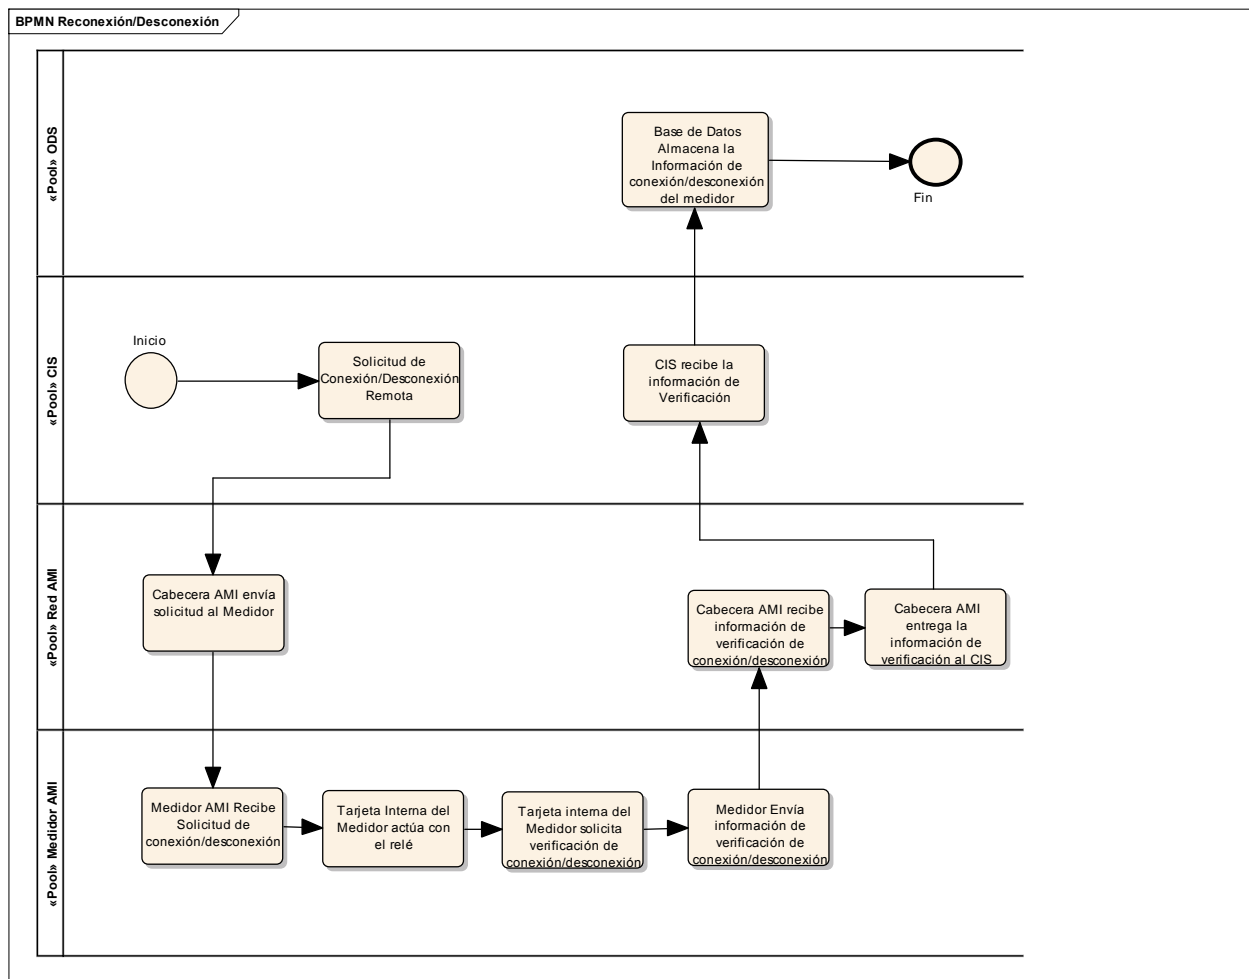 BPMN Reconexión/Desconexión
«Pool» ODS
Base de Datos
Almacena la
Información de
conexión/desconexión
del medidor
Fin
«Pool» CIS
Inicio
Solicitud de
Conexión/Desconexión
Remota
CIS recibe la
información de
Verificación
«Pool» Red AMI
Cabecera AMI envía
solicitud al Medidor
Cabecera AMI recibe
información de
verificación de
conexión/desconexión
Cabecera AMI
entrega la
información de
verificación al CIS
«Pool» Medidor AMI
Medidor AMI Recibe
Solicitud de
conexión/desconexión
Tarjeta Interna del
Medidor actúa con
el relé
Tarjeta interna del
Medidor solicita
verificación de
conexión/desconexión
Medidor Envía
información de
verificación de
conexión/desconexión